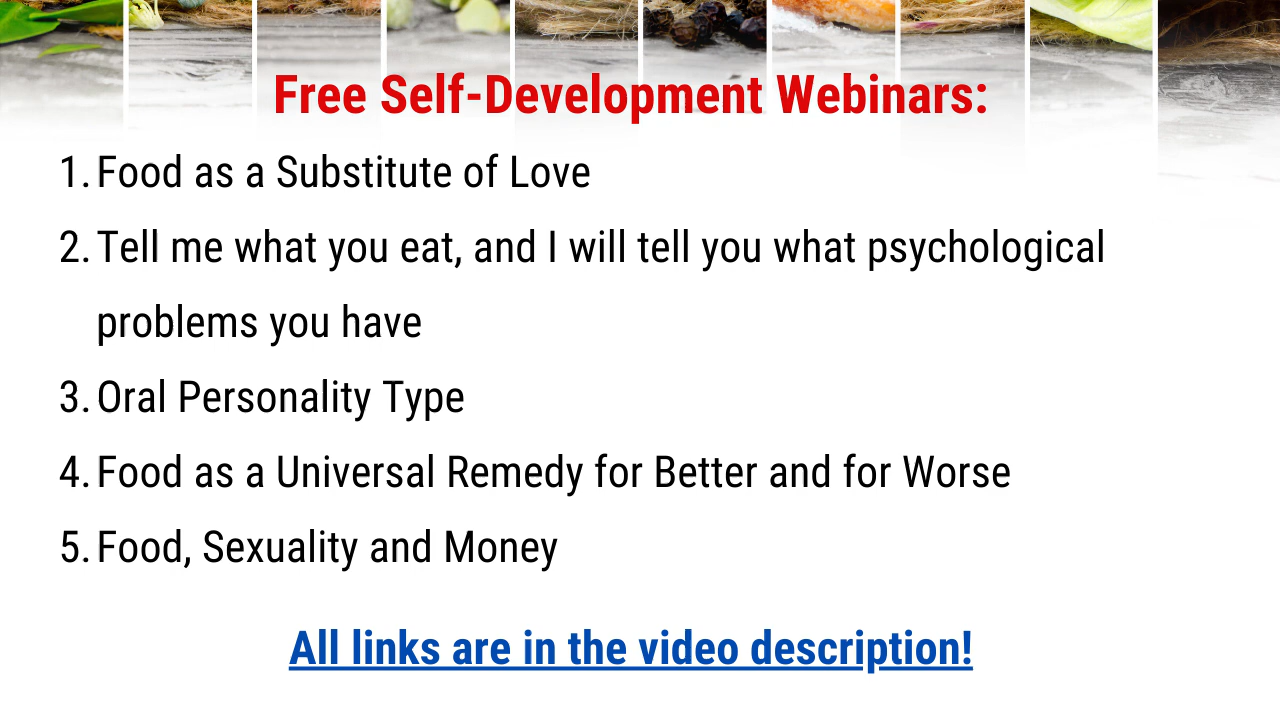 Free Self-Development Webinars:
1. Food as a Substitute of Love
2. Tell me what you eat, and I will tell you what psychological
problems you have
3. Oral Personality Type
4. Food as a Universal Remedy for Better and for Worse
5. Food, Sexuality and Money
All links are in the video description!